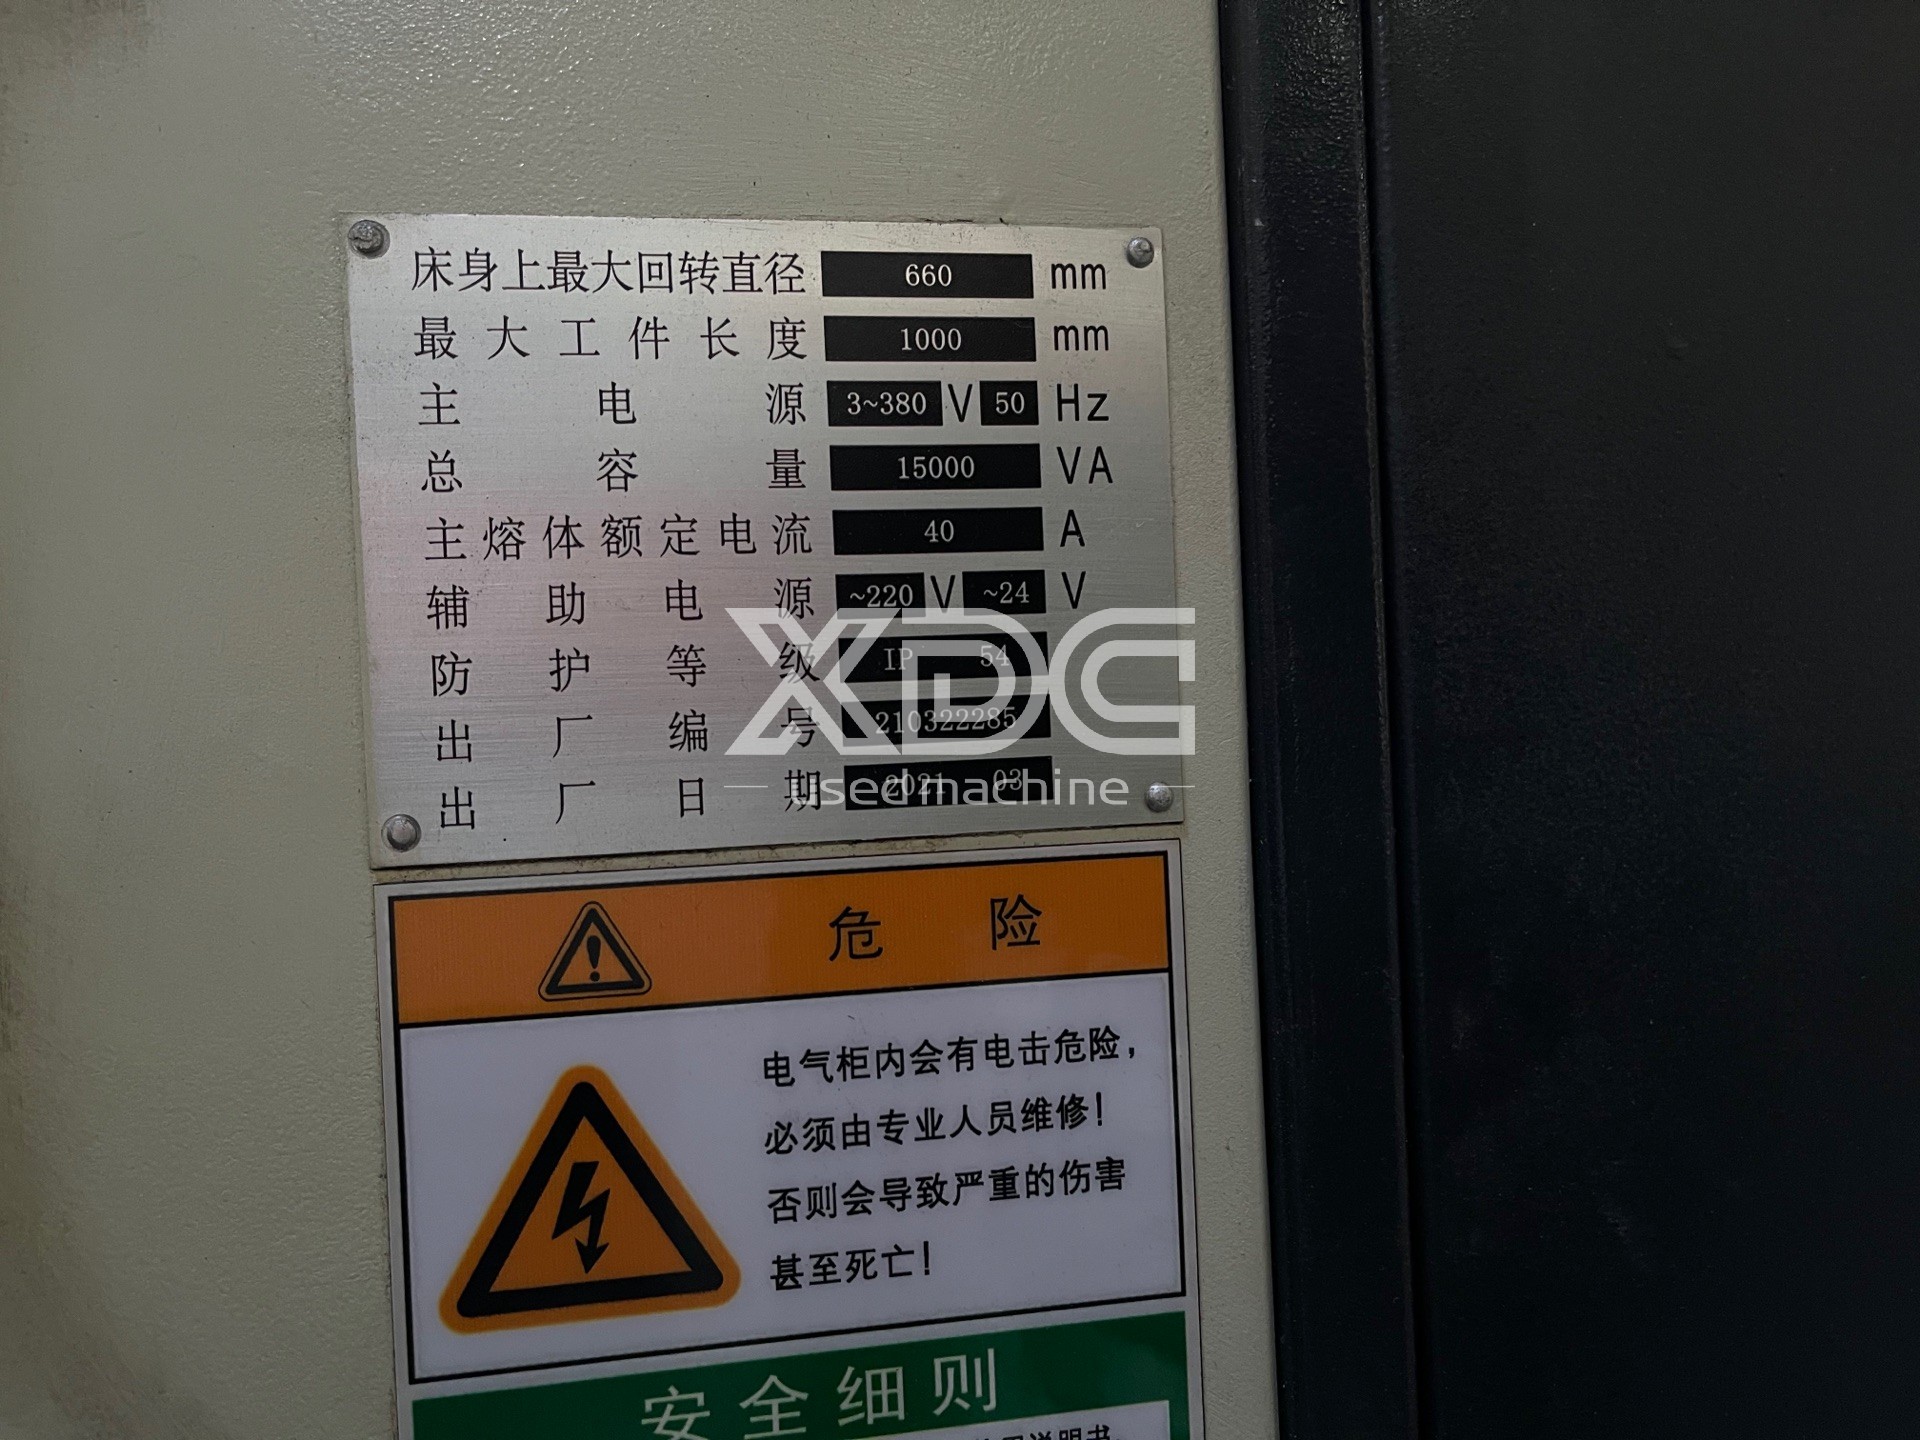 床身上最大回转直径 660 mm
最大工件长度 1000 mm
主电源 3~380 V 50 Hz
总容量 15000 VA
主熔体额定电流 40 A
辅助电源 ~220 V ~24 V
防护等级 IP 54
出厂编号 210322285
出厂日期 2021 03
XDC
usedmachine
危险
电气柜内会有电击危险，
必须由专业人员维修！
否则会导致严重的伤害
甚至死亡！
安全细则
说明书